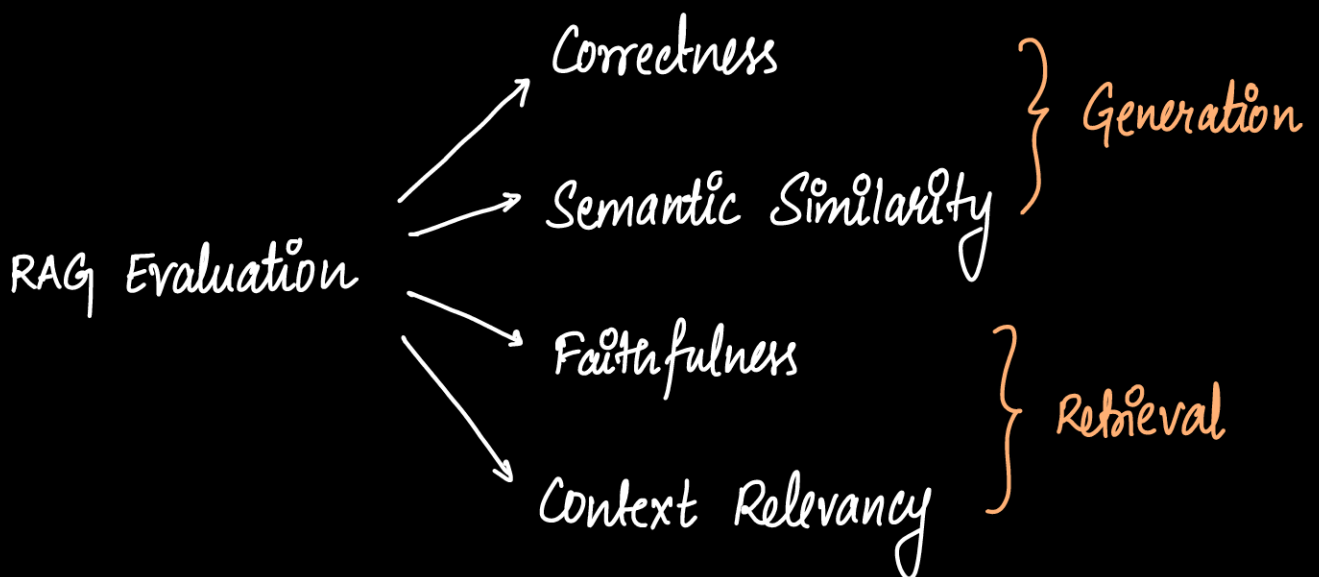 Correctness
Generation
Semantic Similarity
RAG Evaluation
Faithfulness
Retrieval
Context Relevancy